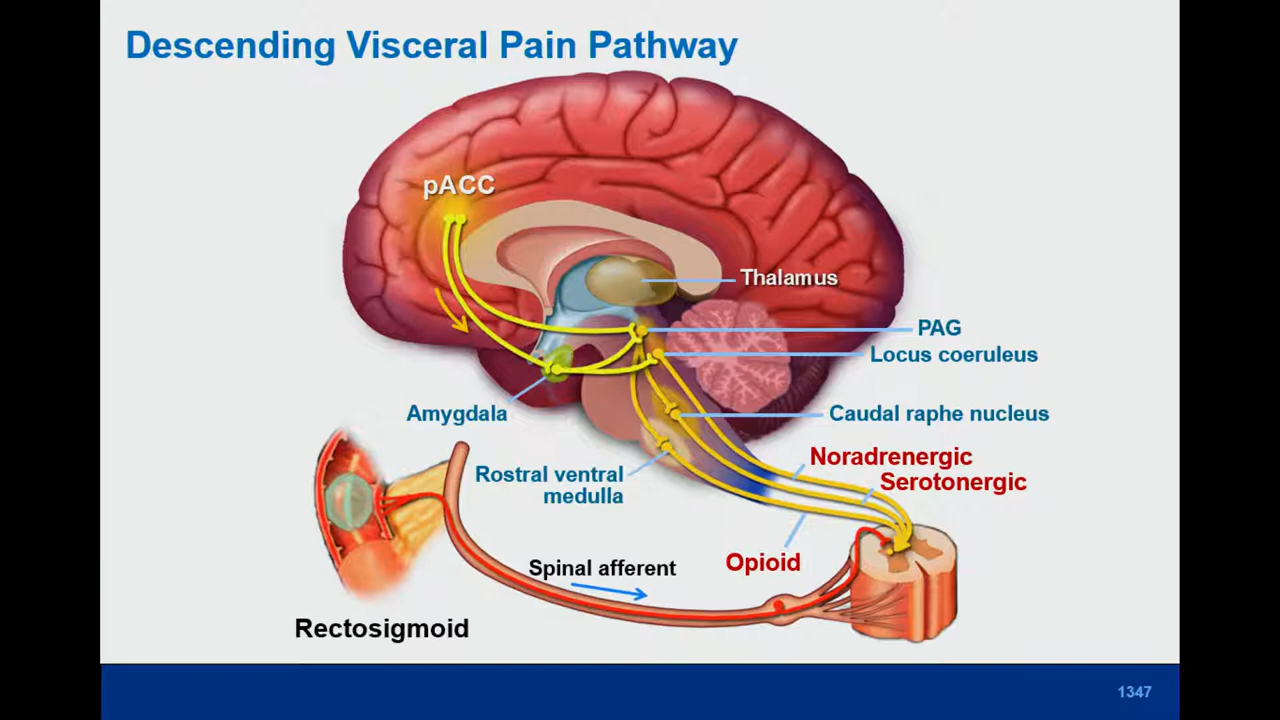 Descending Visceral Pain Pathway
pACC
Thalamus
PAG
Locus coeruleus
Amygdala
Caudal raphe nucleus
Noradrenergic
Serotonergic
Rostral ventral
medulla
Opioid
Spinal afferent
Rectosigmoid
1347